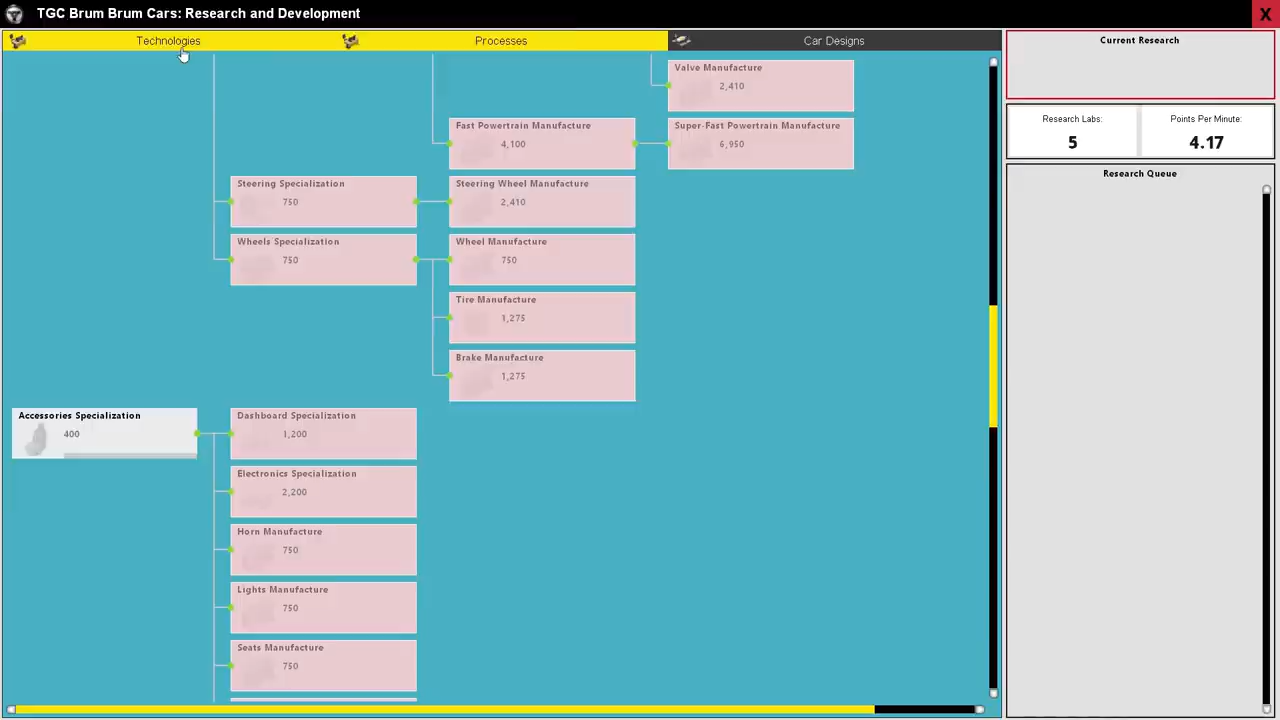 TGC Brum Brum Cars: Research and Development
X
Technologies
Processes
Car Designs
Valve Manufacture
2,410
Fast Powertrain Manufacture
4,100
Super-Fast Powertrain Manufacture
6,950
Steering Specialization
750
Steering Wheel Manufacture
2,410
Wheels Specialization
750
Wheel Manufacture
750
Tire Manufacture
1,275
Brake Manufacture
1,275
Accessories Specialization
400
Dashboard Specialization
1,200
Electronics Specialization
2,200
Horn Manufacture
750
Lights Manufacture
750
Seats Manufacture
750
Current Research
Research Labs:
5
Points Per Minute:
4.17
Research Queue